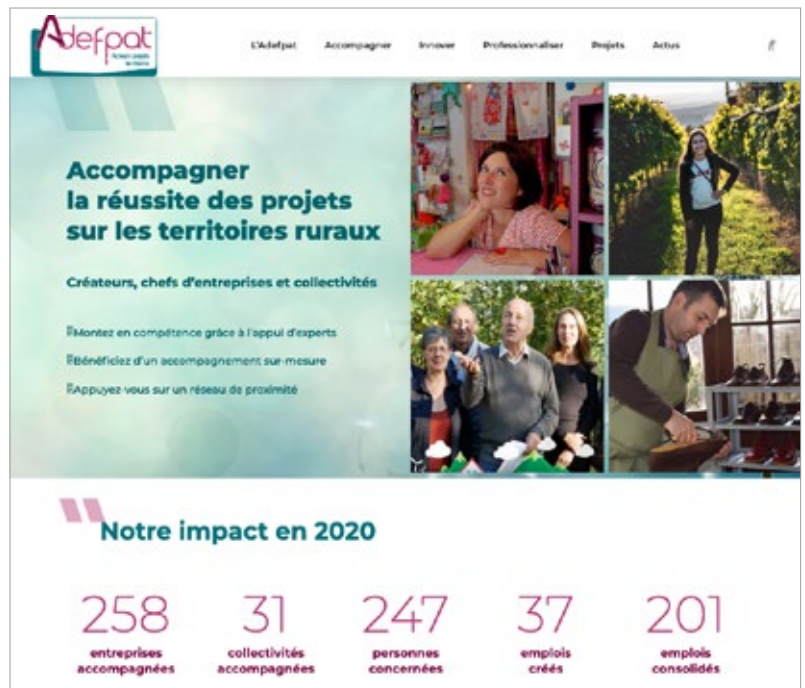 Adefpat
L'Adefpat Accompagner Innover Professionnaliser Projets Actus
Accompagner
la réussite des projets
sur les territoires ruraux
Créateurs, chefs d'entreprises et collectivités
Montez en compétence grâce à l'appui d'experts
Bénéficiez d'un accompagnement sur-mesure
Appuyez-vous sur un réseau de proximité
Notre impact en 2020
258 31 247 37 201
entreprises collectivités personnes emplois emplois
accompagnées accompagnées concernées créés consolidés